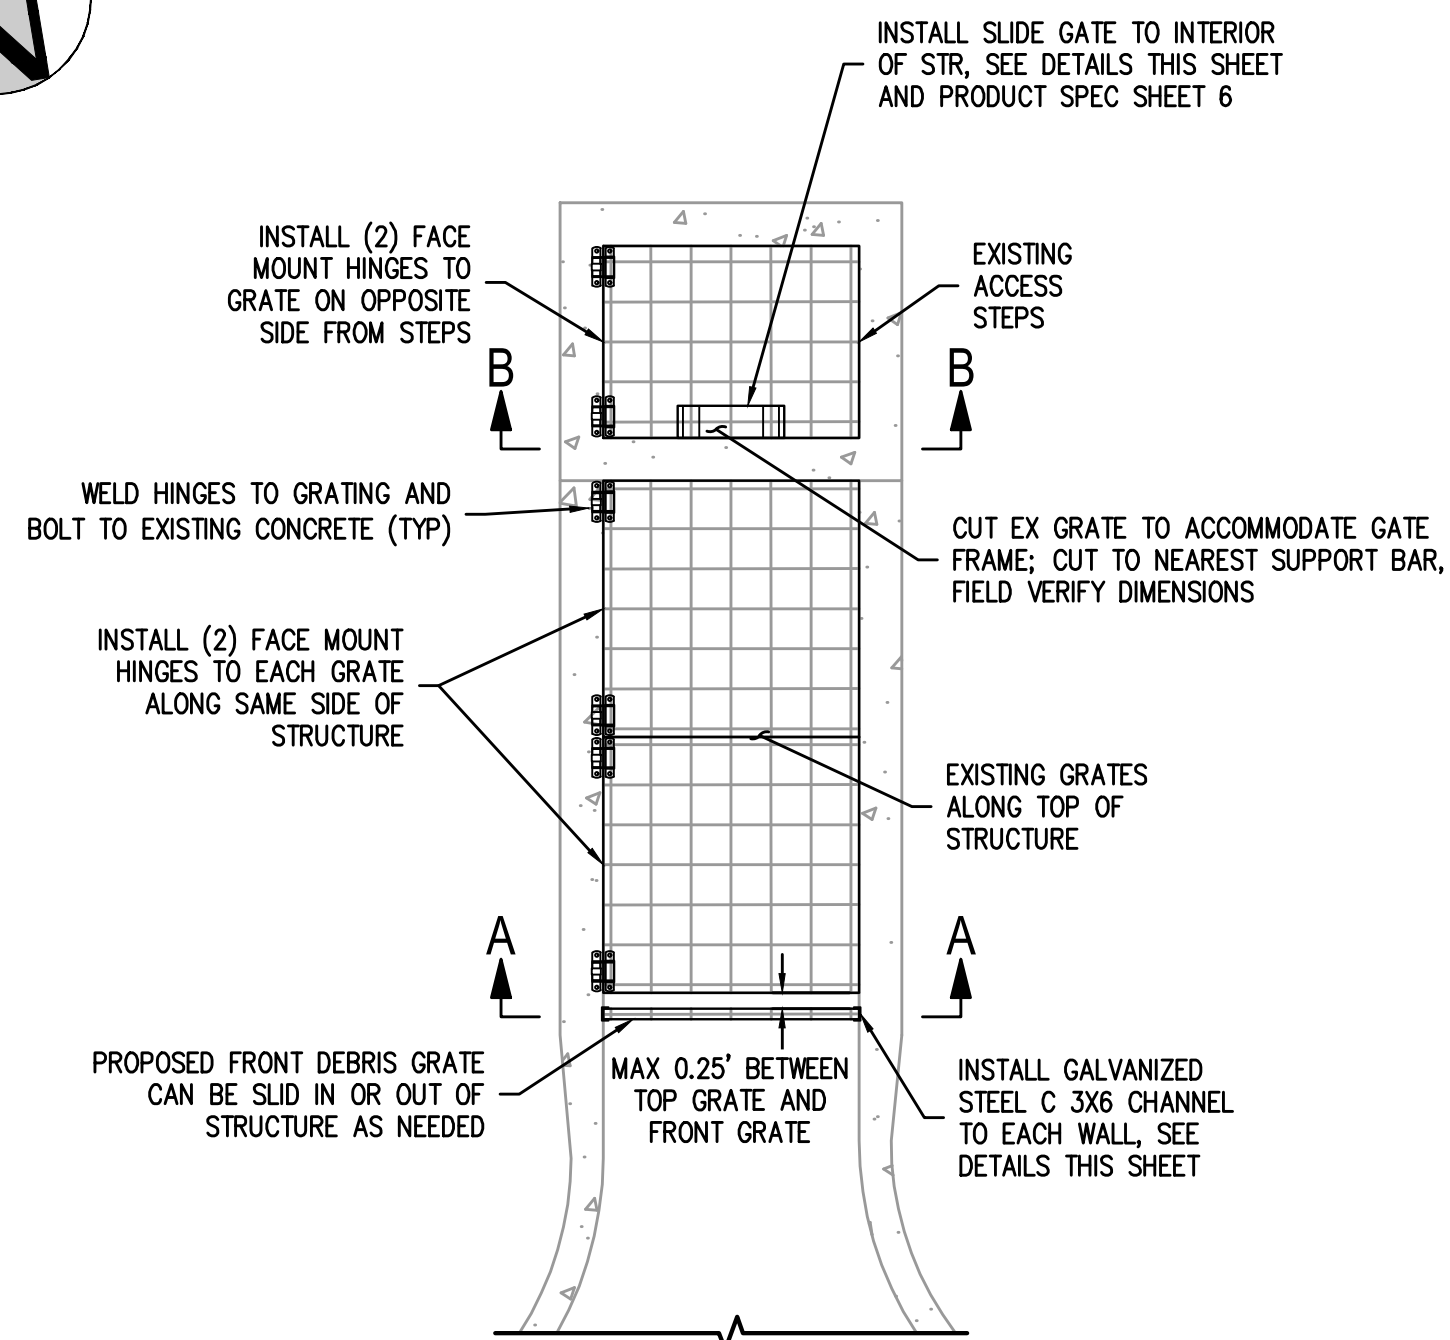 INSTALL SLIDE GATE TO INTERIOR
OF STR, SEE DETAILS THIS SHEET
AND PRODUCT SPEC SHEET 6
INSTALL (2) FACE
MOUNT HINGES TO
GRATE ON OPPOSITE
SIDE FROM STEPS
EXISTING
ACCESS
STEPS
B
B
WELD HINGES TO GRATING AND
BOLT TO EXISTING CONCRETE (TYP)
CUT EX GRATE TO ACCOMMODATE GATE
FRAME; CUT TO NEAREST SUPPORT BAR,
FIELD VERIFY DIMENSIONS
INSTALL (2) FACE MOUNT
HINGES TO EACH GRATE
ALONG SAME SIDE OF
STRUCTURE
EXISTING GRATES
ALONG TOP OF
STRUCTURE
A
A
PROPOSED FRONT DEBRIS GRATE
CAN BE SLID IN OR OUT OF
STRUCTURE AS NEEDED
MAX 0.25' BETWEEN
TOP GRATE AND
FRONT GRATE
INSTALL GALVANIZED
STEEL C 3X6 CHANNEL
TO EACH WALL, SEE
DETAILS THIS SHEET